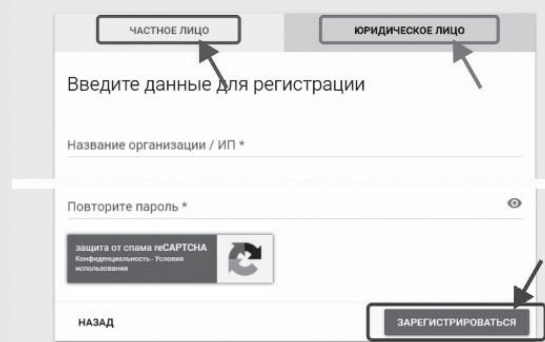 ЧАСТНОЕ ЛИЦО
ЮРИДИЧЕСКОЕ ЛИЦО
Введите данные для регистрации
Название организации / ИП *
Повторите пароль *
защита от спама reCAPTCHA
Конфиденциальность - Условия
использования
НАЗАД
ЗАРЕГИСТРИРОВАТЬСЯ